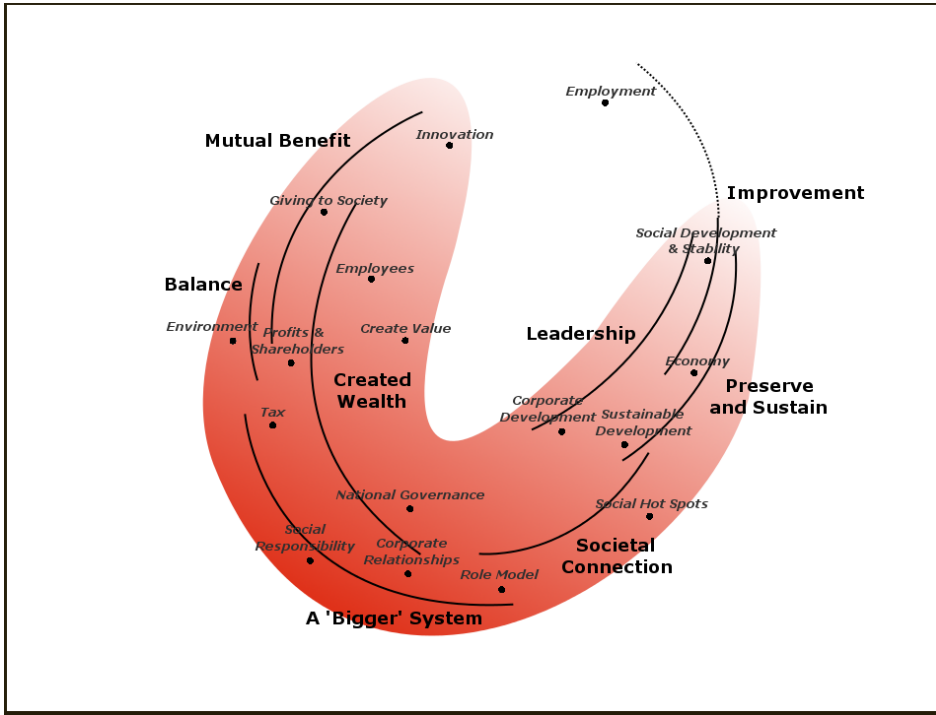 Employment
Innovation
Mutual Benefit
Improvement
Giving to Society
Social Development
& Stability
Employees
Balance
Environment
Profits &
Shareholders
Create Value
Leadership
Economy
Created
Wealth
Preserve
and Sustain
Corporate
Development
Sustainable
Development
Tax
National Governance
Social Hot Spots
Social
Responsibility
Corporate
Relationships
Societal
Connection
Role Model
A 'Bigger' System